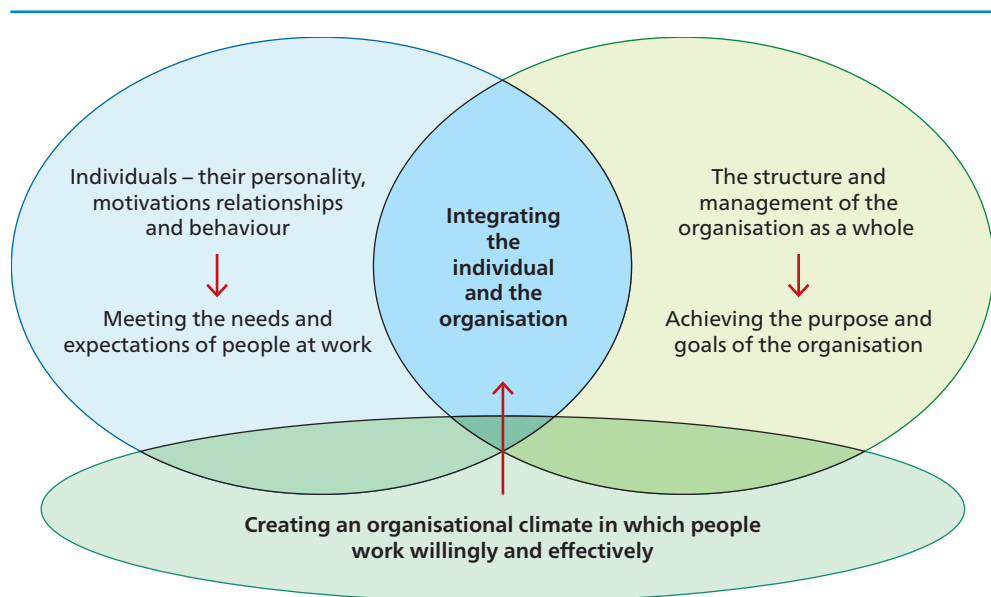 Individuals – their personality,
motivations relationships
and behaviour
Meeting the needs and
expectations of people at work
Integrating
the
individual
and the
organisation
The structure and
management of the
organisation as a whole
Achieving the purpose and
goals of the organisation
Creating an organisational climate in which people
work willingly and effectively